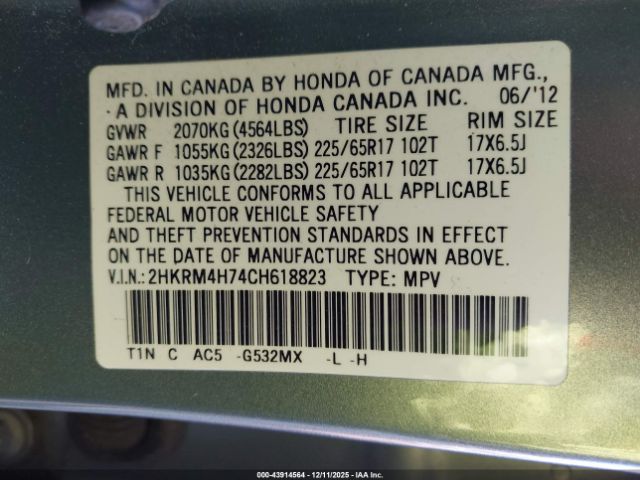 MFD. IN CANADA BY HONDA OF CANADA MFG.,
A DIVISION OF HONDA CANADA INC. 06/'12
GVWR 2070KG (4564LBS) TIRE SIZE RIM SIZE
GAWR F 1055KG (2326LBS) 225/65R17 102T 17X6.5J
GAWR R 1035KG (2282LBS) 225/65R17 102T 17X6.5J
THIS VEHICLE CONFORMS TO ALL APPLICABLE
FEDERAL MOTOR VEHICLE SAFETY
AND THEFT PREVENTION STANDARDS IN EFFECT
ON THE DATE OF MANUFACTURE SHOWN ABOVE.
V.I.N.: 2HKRM4H74CH618823 TYPE: MPV
T1N C AC5 -G532MX -L -H
000-43914564 - 12/11/2025 - IAAI.COM